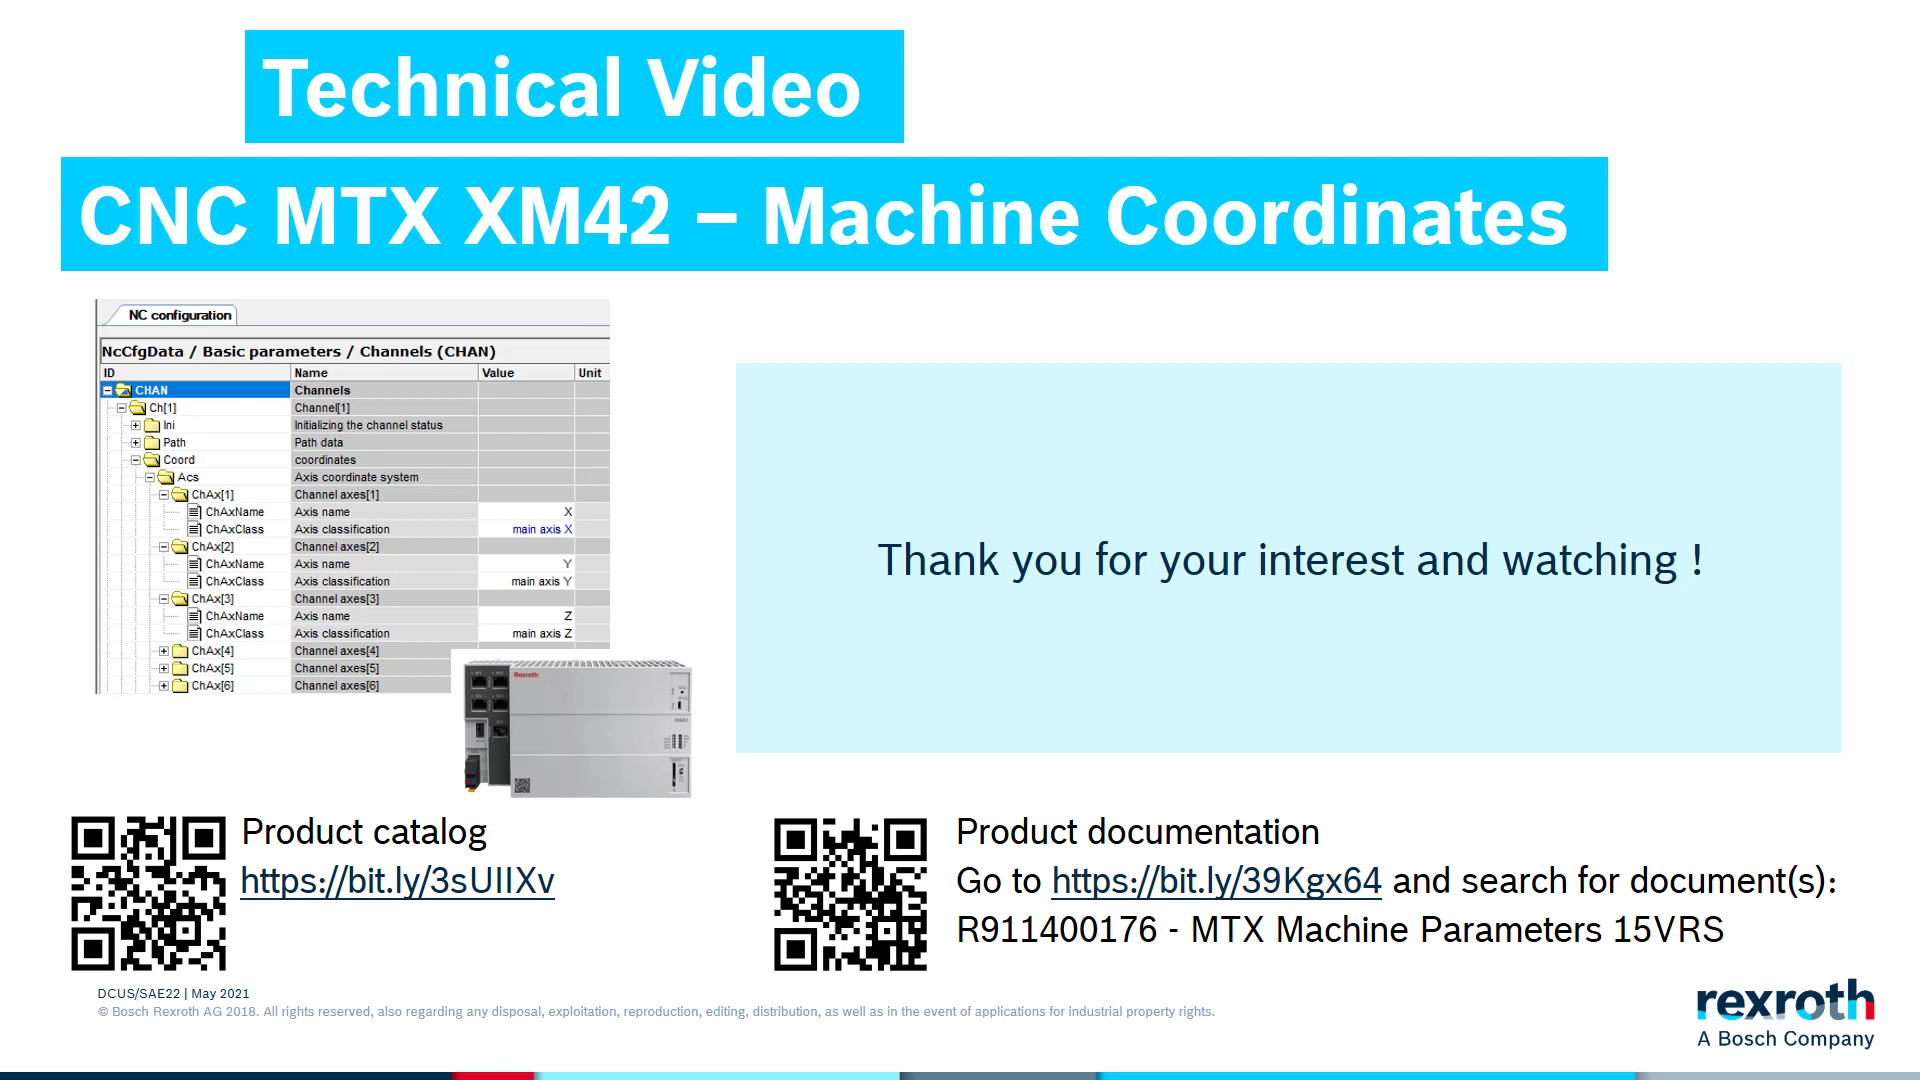 Technical Video
CNC MTX XM42 – Machine Coordinates
NC configuration
NcCfgData / Basic parameters / Channels (CHAN)
ID Name Value Unit
CHAN Channels
Ch[1] Channel[1]
Ini Initializing the channel status
Path Path data
Coord coordinates
Acs Axis coordinate system
ChAx[1] Channel axes[1]
ChAxName Axis name X
ChAxClass Axis classification main axis X
ChAx[2] Channel axes[2]
ChAxName Axis name Y
ChAxClass Axis classification main axis Y
ChAx[3] Channel axes[3]
ChAxName Axis name Z
ChAxClass Axis classification main axis Z
ChAx[4] Channel axes[4]
ChAx[5] Channel axes[5]
ChAx[6] Channel axes[6]
Rexroth
XM42
Thank you for your interest and watching !
Product catalog
https://bit.ly/3sUIIXv
Product documentation
Go to https://bit.ly/39Kgx64 and search for document(s):
R911400176 - MTX Machine Parameters 15VRS
DCUS/SAE22 | May 2021
© Bosch Rexroth AG 2018. All rights reserved, also regarding any disposal, exploitation, reproduction, editing, distribution, as well as in the event of applications for industrial property rights.
rexroth
A Bosch Company